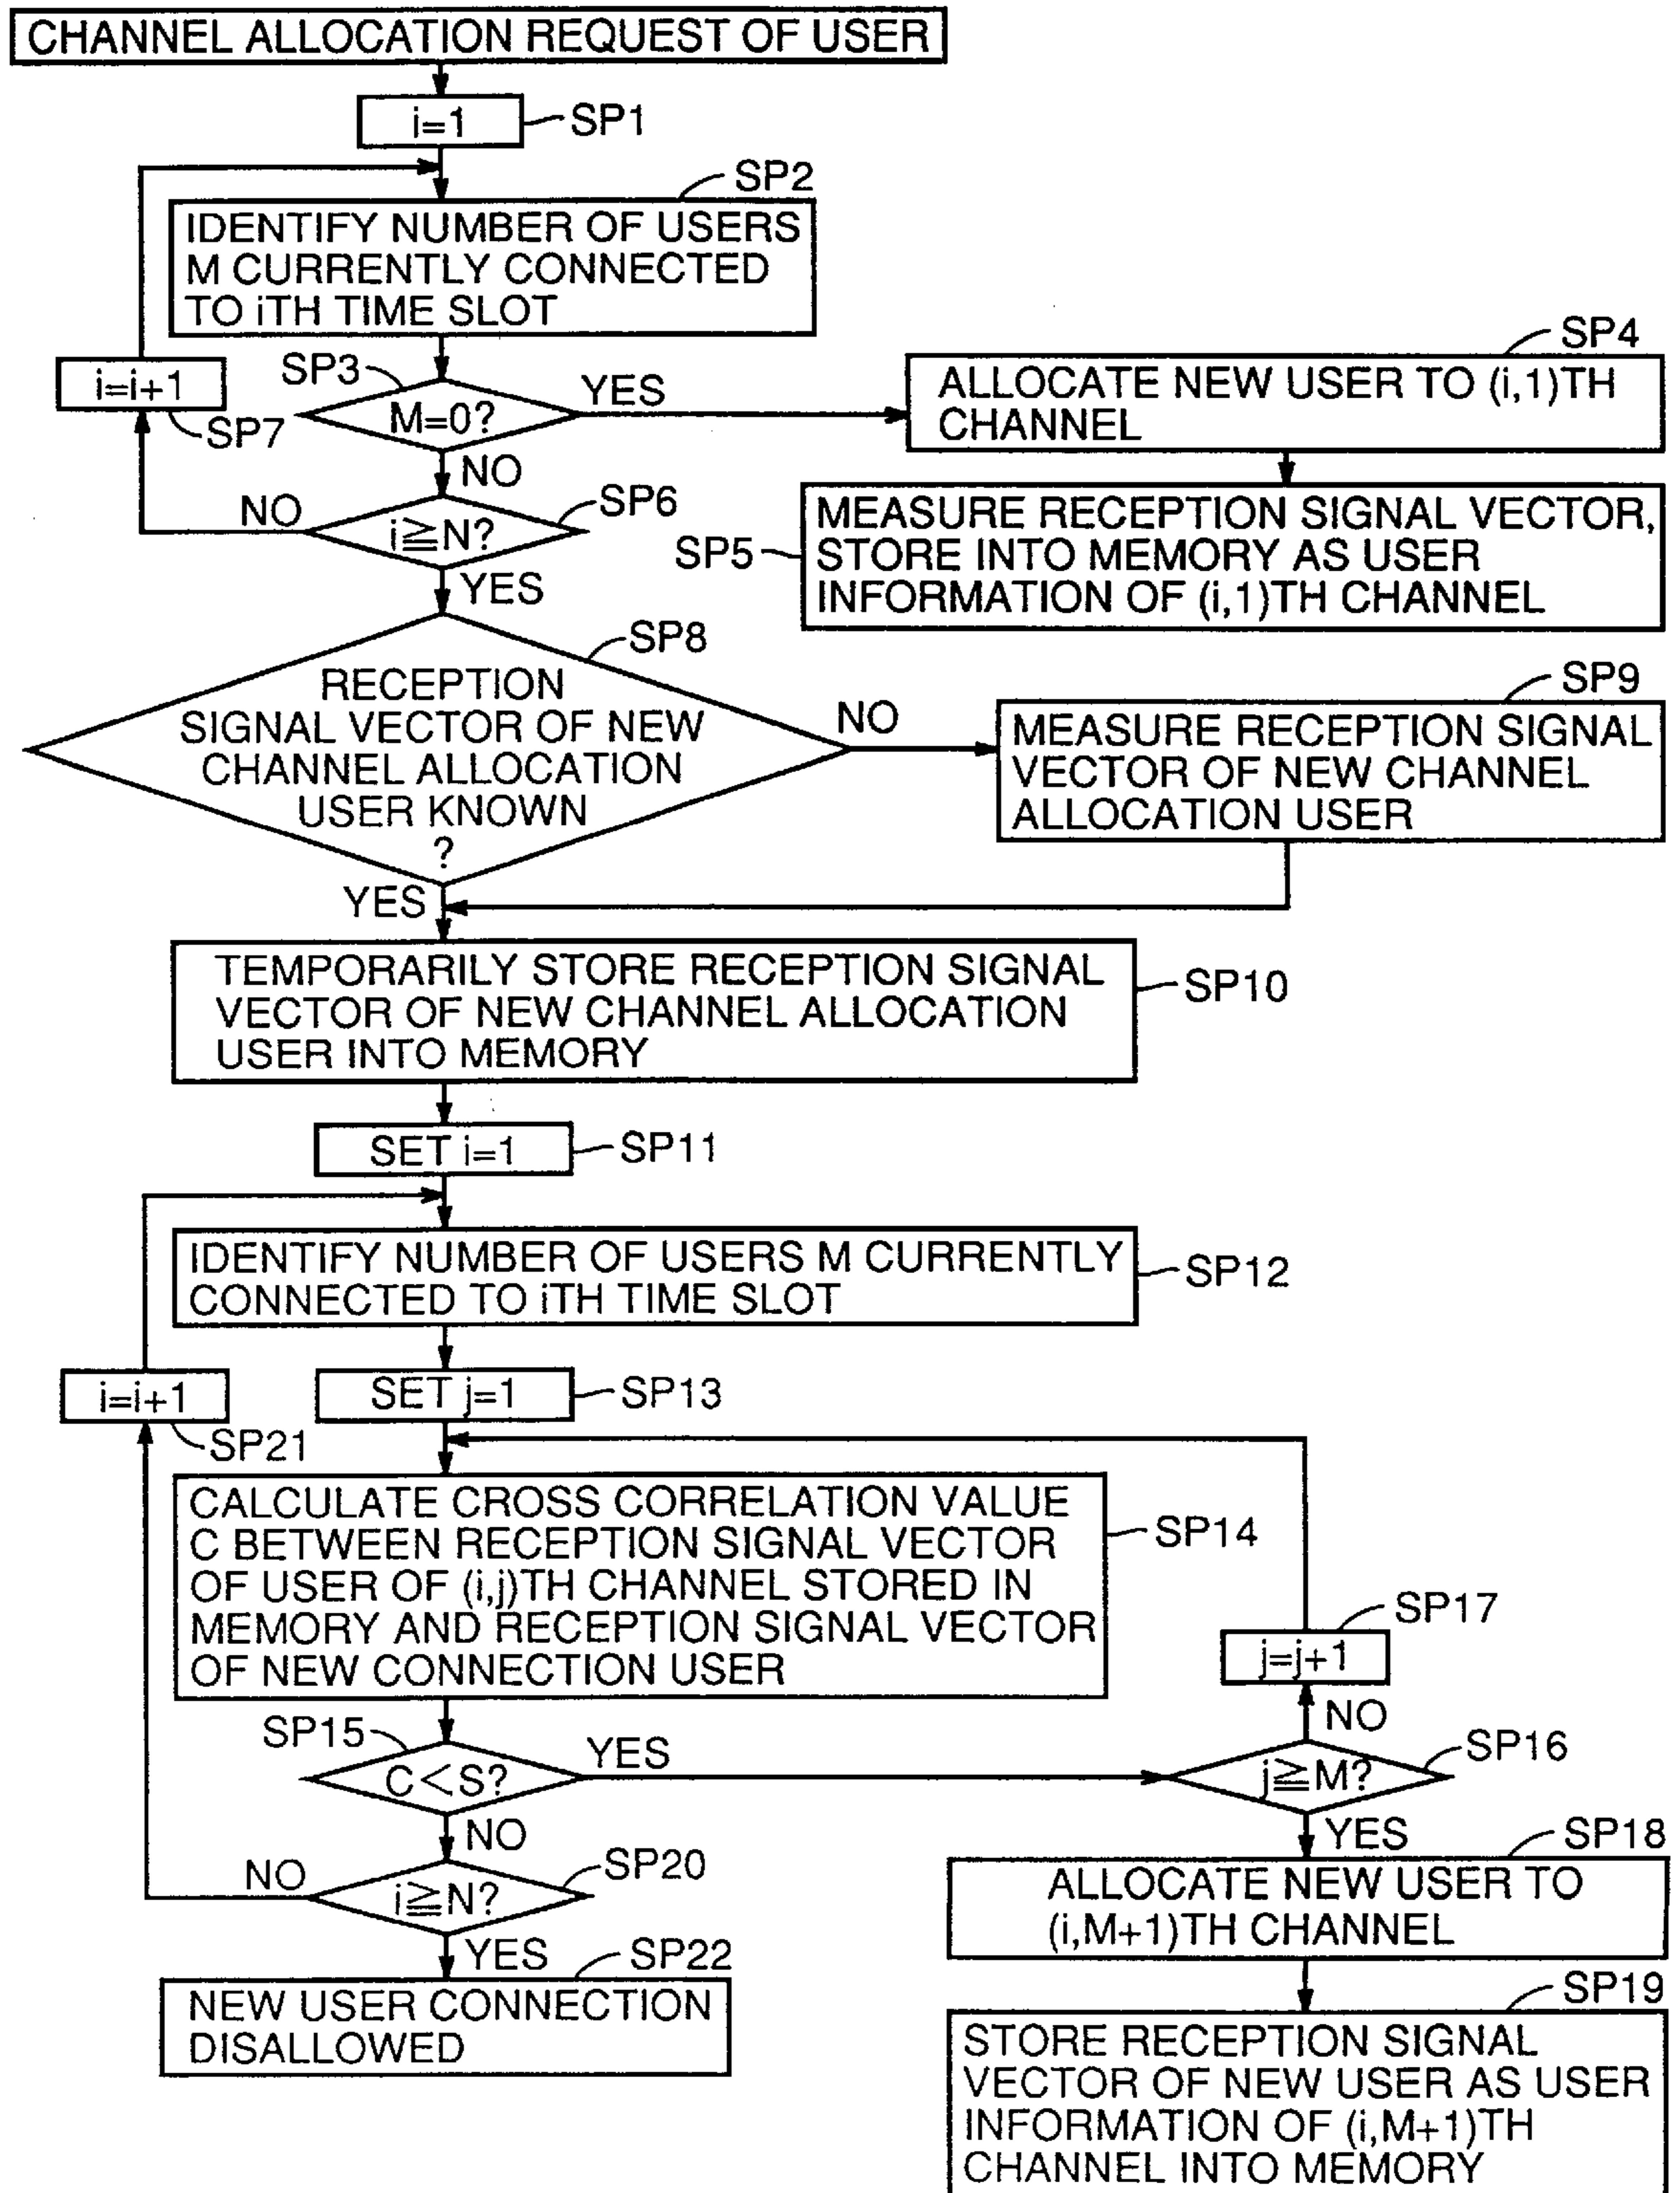 CHANNEL ALLOCATION REQUEST OF USER
i=1
SP1
SP2
IDENTIFY NUMBER OF USERS
M CURRENTLY CONNECTED
TO iTH TIME SLOT
i=i+1
SP7
SP3
M=0?
YES
NO
SP4
ALLOCATE NEW USER TO (i,1)TH
CHANNEL
SP5
MEASURE RECEPTION SIGNAL VECTOR,
STORE INTO MEMORY AS USER
INFORMATION OF (i,1)TH CHANNEL
SP6
i≧N?
NO
YES
SP8
RECEPTION
SIGNAL VECTOR OF NEW
CHANNEL ALLOCATION
USER KNOWN
?
NO
YES
SP9
MEASURE RECEPTION SIGNAL
VECTOR OF NEW CHANNEL
ALLOCATION USER
TEMPORARILY STORE RECEPTION SIGNAL
VECTOR OF NEW CHANNEL ALLOCATION
USER INTO MEMORY
SP10
SET i=1
SP11
IDENTIFY NUMBER OF USERS M CURRENTLY
CONNECTED TO iTH TIME SLOT
SP12
i=i+1
SP21
SET j=1
SP13
CALCULATE CROSS CORRELATION VALUE
C BETWEEN RECEPTION SIGNAL VECTOR
OF USER OF (i,j)TH CHANNEL STORED IN
MEMORY AND RECEPTION SIGNAL VECTOR
OF NEW CONNECTION USER
SP14
SP17
j=j+1
NO
SP15
C<S?
YES
NO
SP16
j≧M?
YES
SP18
ALLOCATE NEW USER TO
(i,M+1)TH CHANNEL
SP20
i≧N?
NO
YES
SP22
NEW USER CONNECTION
DISALLOWED
SP19
STORE RECEPTION SIGNAL
VECTOR OF NEW USER AS USER
INFORMATION OF (i,M+1)TH
CHANNEL INTO MEMORY